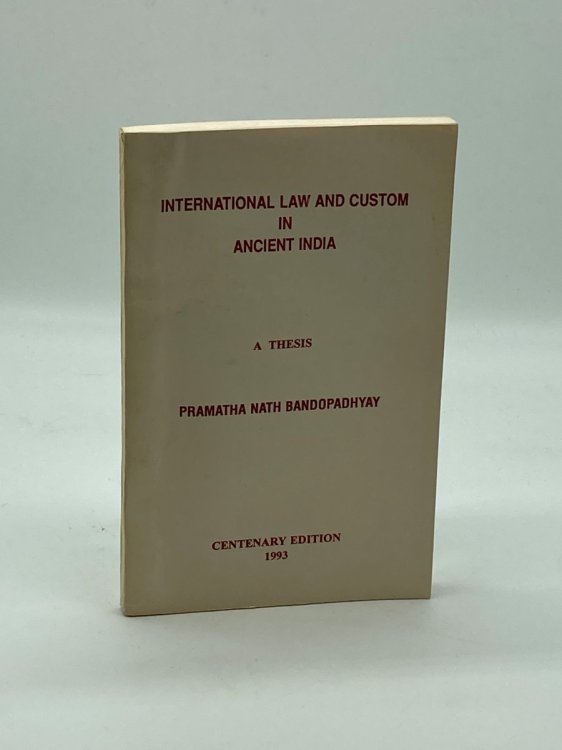 INTERNATIONAL LAW AND CUSTOM
IN
ANCIENT INDIA
A THESIS
PRAMATHA NATH BANDOPADHYAY
CENTENARY EDITION
1993